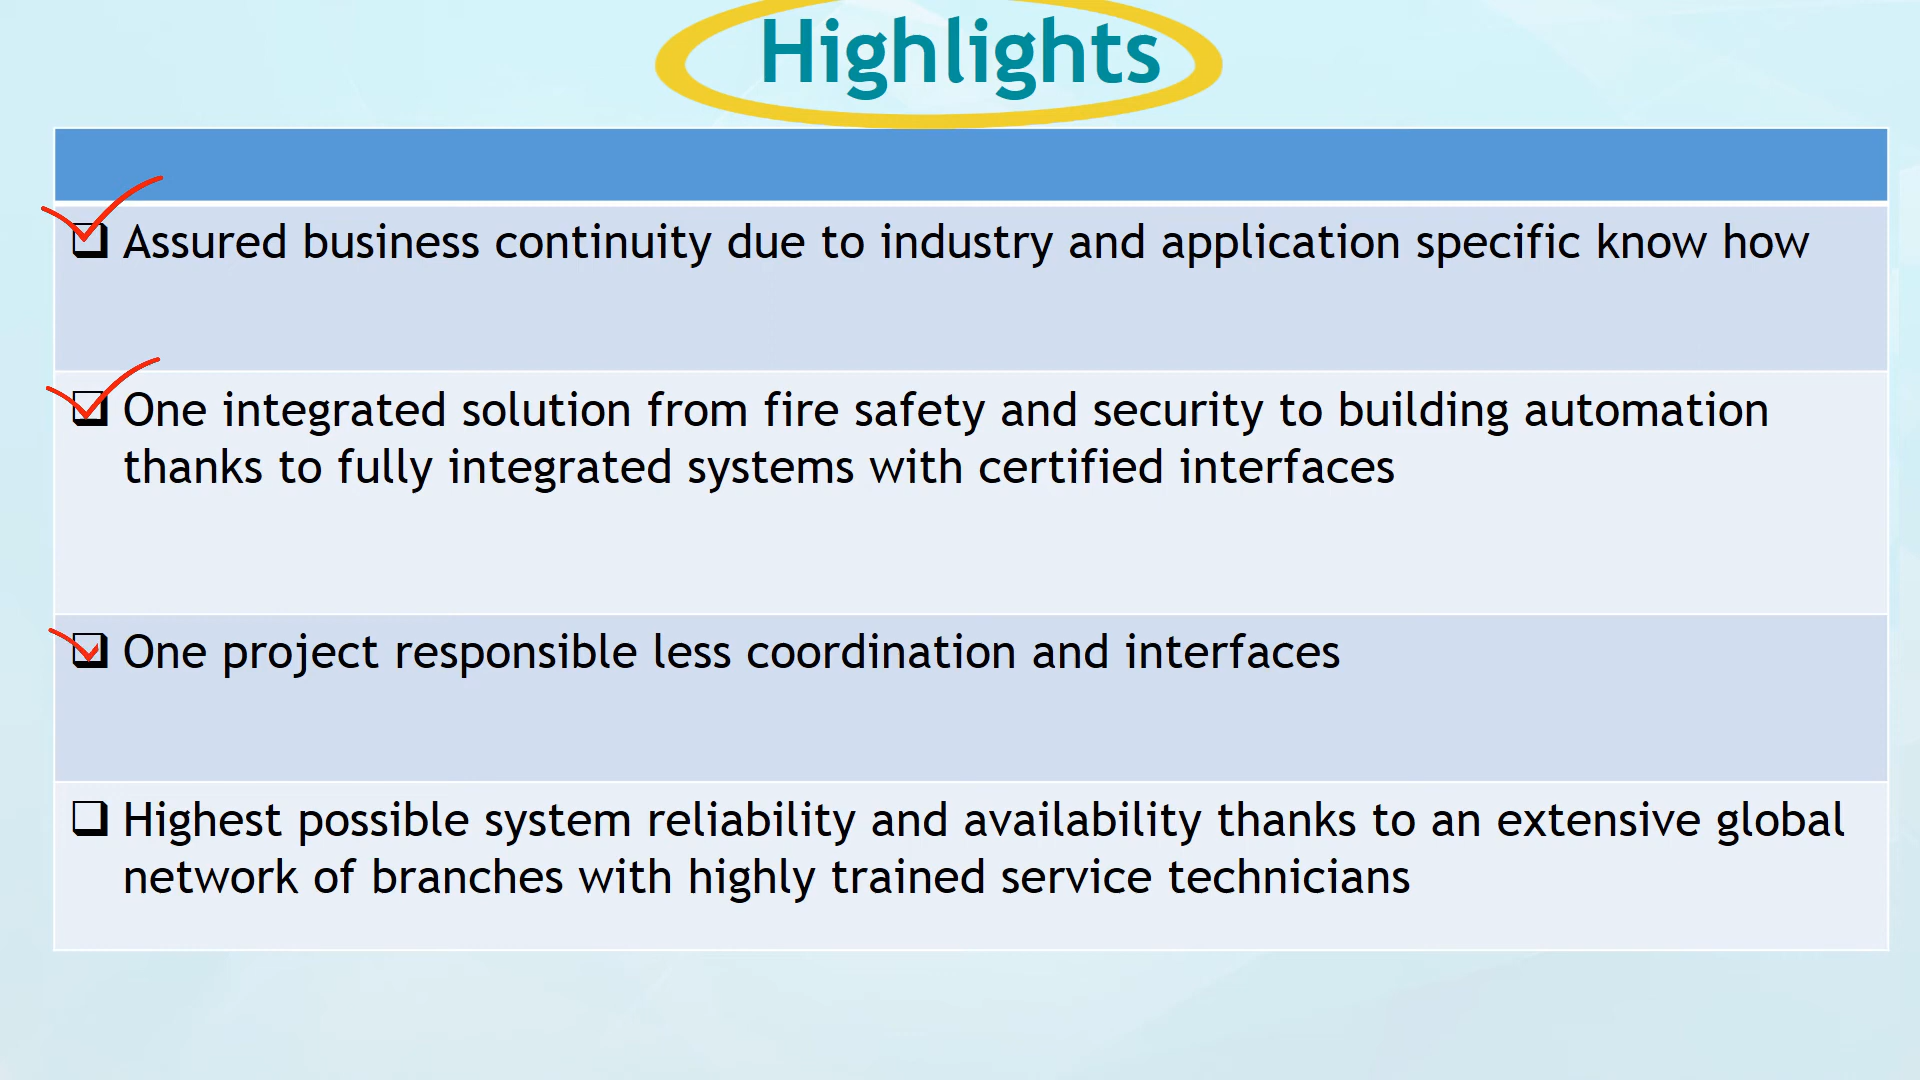 Highlights
Assured business continuity due to industry and application specific know how
One integrated solution from fire safety and security to building automation
thanks to fully integrated systems with certified interfaces
One project responsible less coordination and interfaces
Highest possible system reliability and availability thanks to an extensive global
network of branches with highly trained service technicians